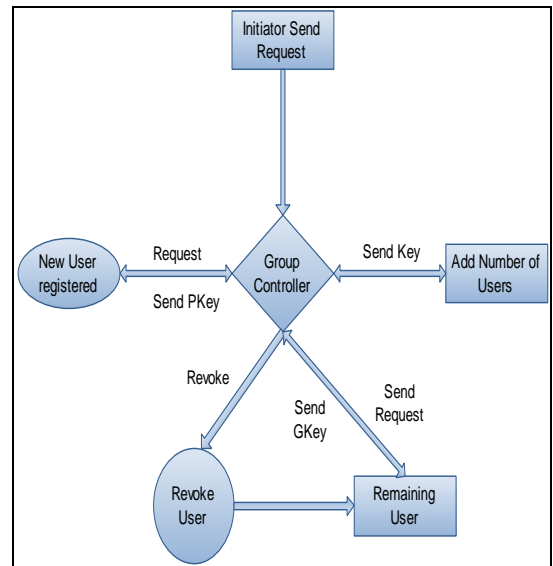 Initiator Send
Request
Request
Send Key
New User
registered
Group
Controller
Add Number of
Users
Send PKey
Revoke
Send
Request
Send
GKey
Revoke
User
Remaining
User